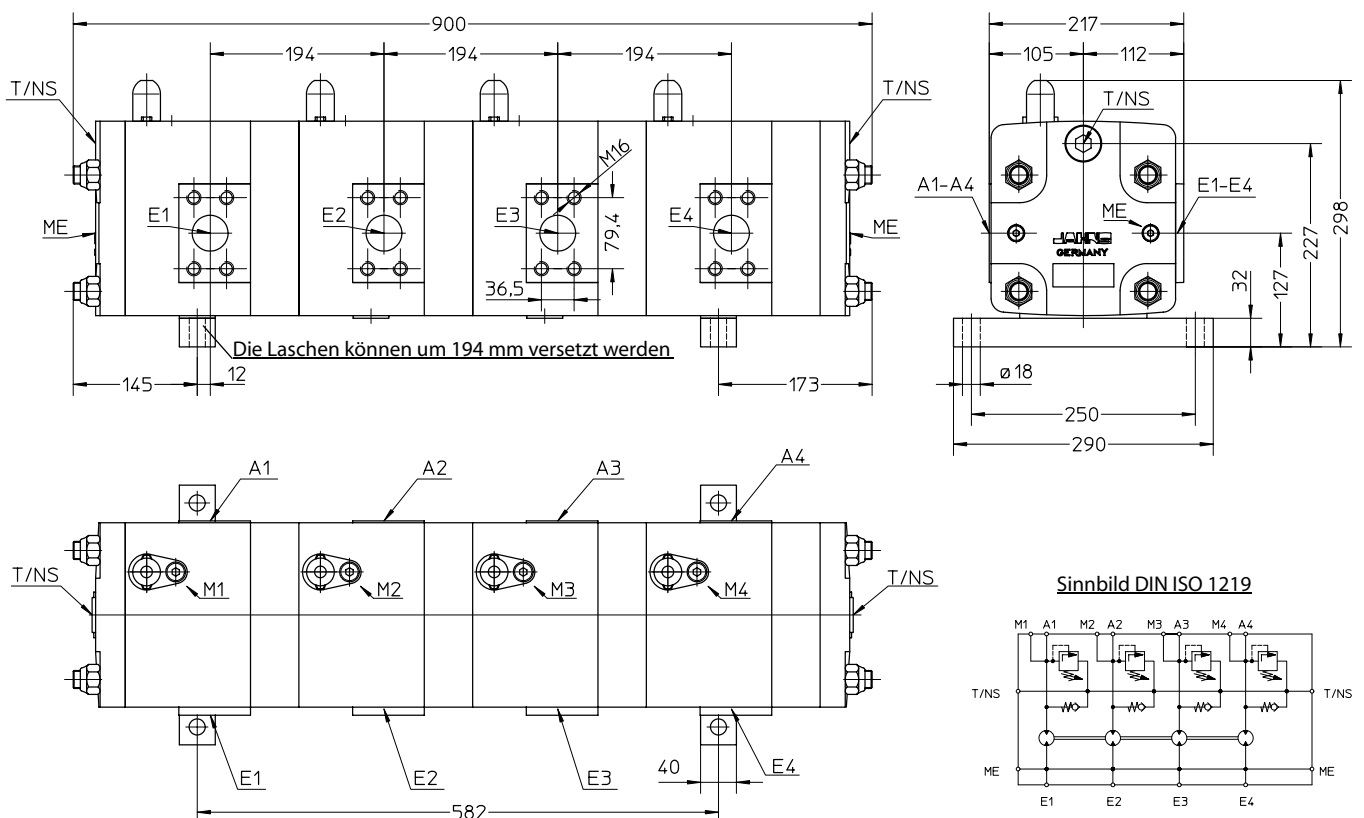 900
194
194
194
T/NS
T/NS
M16
E1
E2
E3
E4
79,4
36,5
ME
ME
Die Laschen können um 194 mm versetzt werden
145
12
173
217
105
112
T/NS
A1-A4
E1-E4
ME
JAHNS
GERMANY
32
127
227
298
ø 18
250
290
A1
A2
A3
A4
T/NS
T/NS
M1
M2
M3
M4
E1
E2
E3
E4
40
582
Sinnbild DIN ISO 1219
M1 A1 M2 A2 M3 A3 M4 A4
T/NS
T/NS
ME
ME
E1 E2 E3 E4